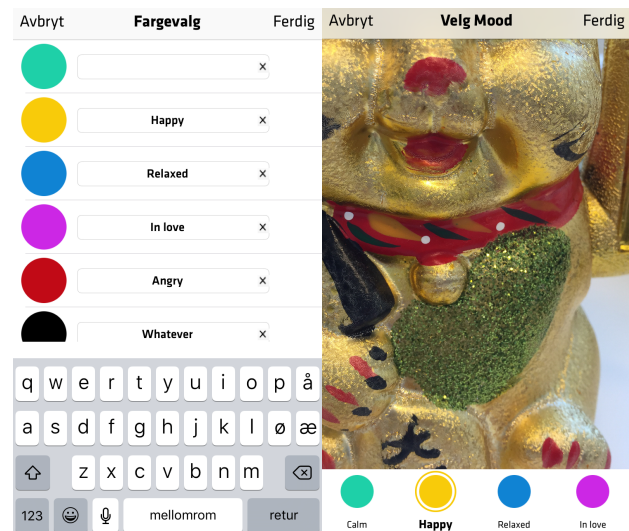 Avbryt Fargevalg Ferdig
Happy
Relaxed
In love
Angry
Whatever
q w e r t y u i o p å
a s d f g h j k l ø æ
z x c v b n m
123 mellomrom retur
Avbryt Velg Mood Ferdig
Calm Happy Relaxed In love